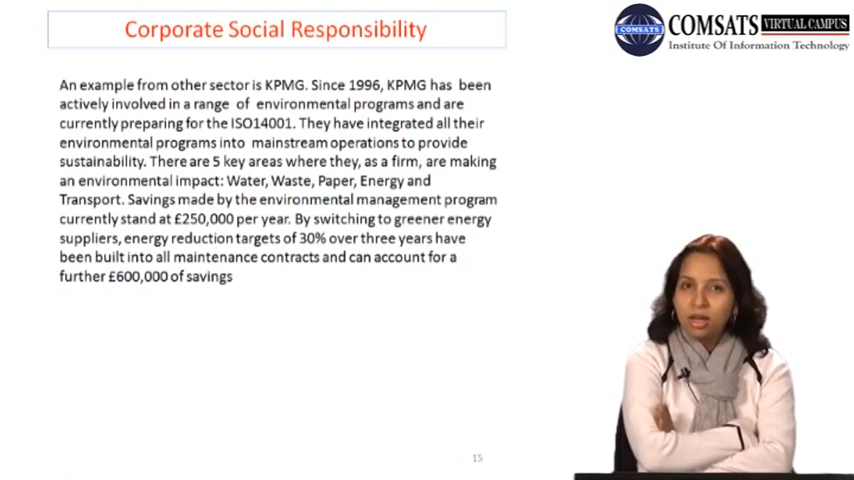 Corporate Social Responsibility
COMSATS
COMSATS VIRTUAL CAMPUS
Institute Of Information Technology
An example from other sector is KPMG. Since 1996, KPMG has been
actively involved in a range of environmental programs and are
currently preparing for the ISO14001. They have integrated all their
environmental programs into mainstream operations to provide
sustainability. There are 5 key areas where they, as a firm, are making
an environmental impact: Water, Waste, Paper, Energy and
Transport. Savings made by the environmental management program
currently stand at £250,000 per year. By switching to greener energy
suppliers, energy reduction targets of 30% over three years have
been built into all maintenance contracts and can account for a
further £600,000 of savings
15